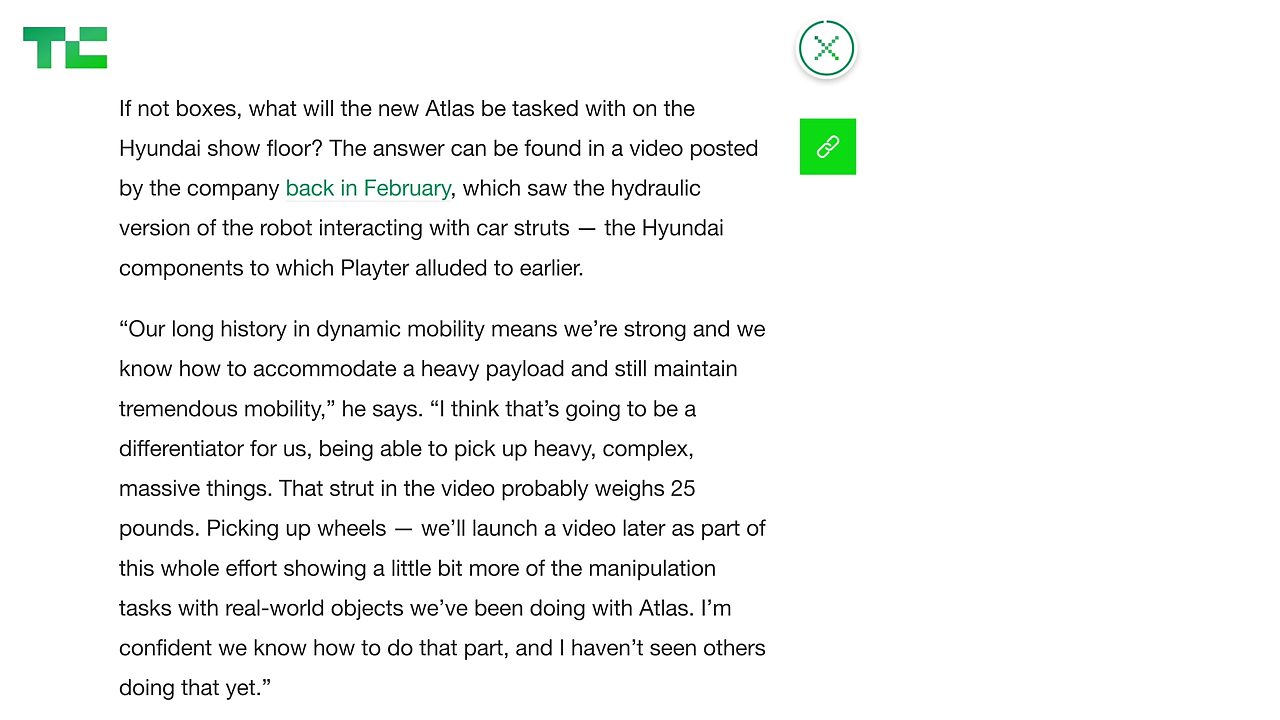 TC
If not boxes, what will the new Atlas be tasked with on the
Hyundai show floor? The answer can be found in a video posted
by the company back in February, which saw the hydraulic
version of the robot interacting with car struts — the Hyundai
components to which Playter alluded to earlier.
“Our long history in dynamic mobility means we’re strong and we
know how to accommodate a heavy payload and still maintain
tremendous mobility,” he says. “I think that’s going to be a
differentiator for us, being able to pick up heavy, complex,
massive things. That strut in the video probably weighs 25
pounds. Picking up wheels — we’ll launch a video later as part of
this whole effort showing a little bit more of the manipulation
tasks with real-world objects we’ve been doing with Atlas. I’m
confident we know how to do that part, and I haven’t seen others
doing that yet.”